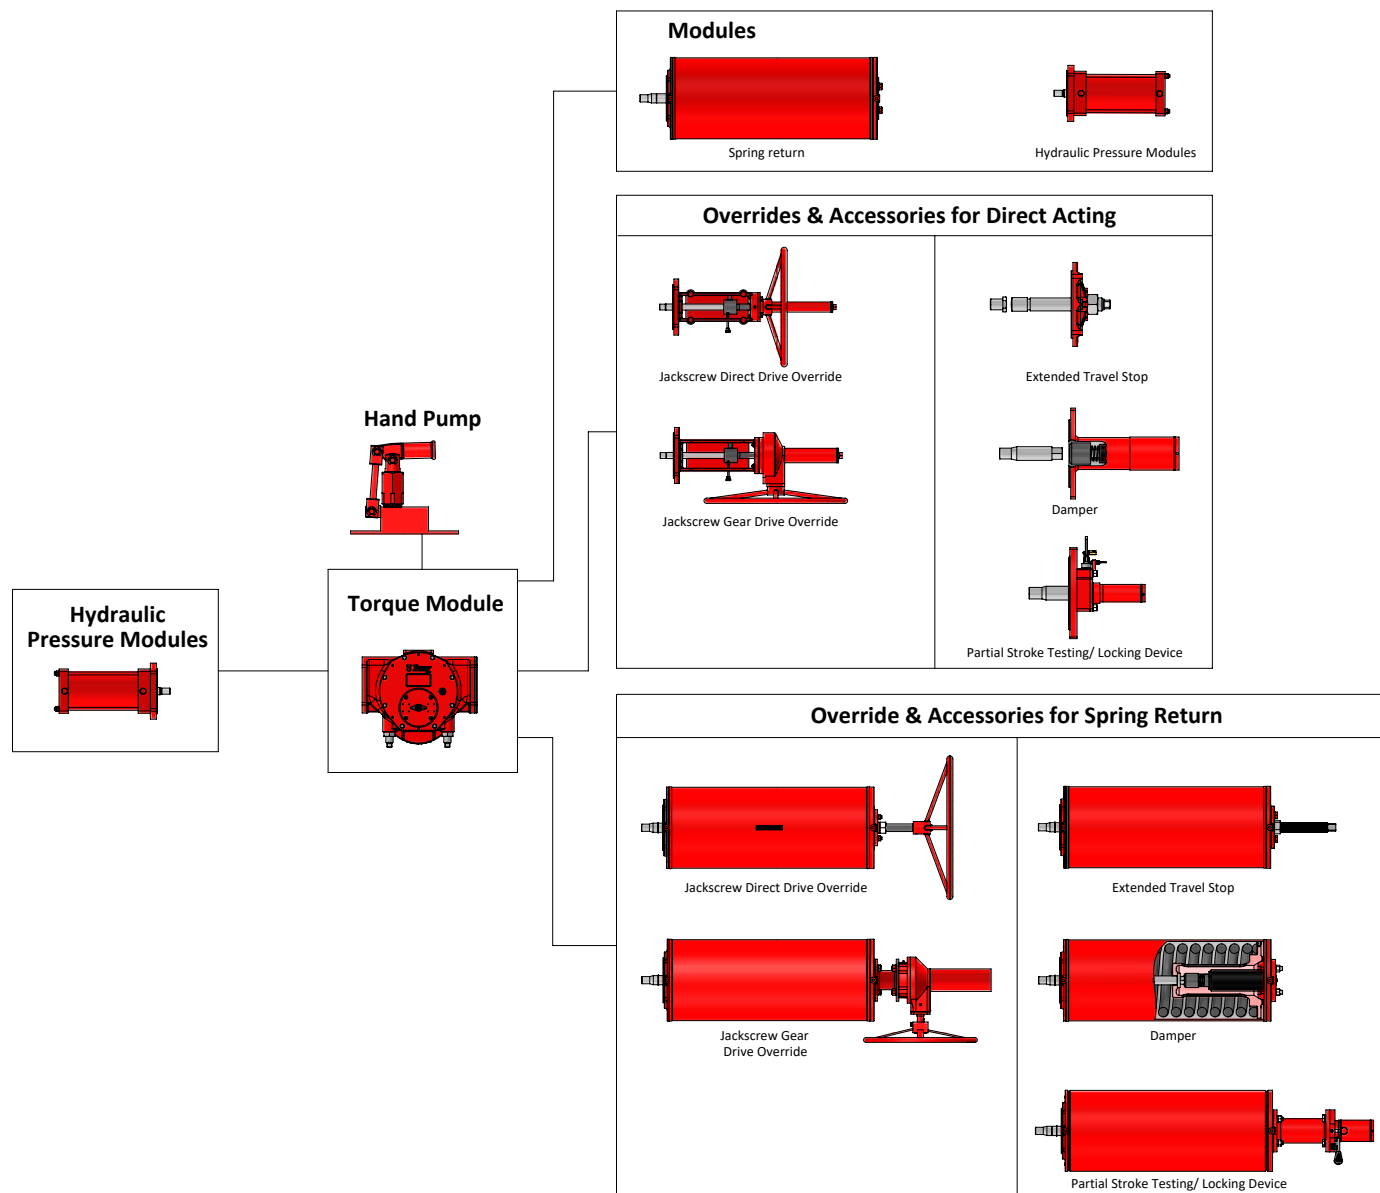 Modules
Spring return
Hydraulic Pressure Modules
Overrides & Accessories for Direct Acting
Jackscrew Direct Drive Override
Extended Travel Stop
Jackscrew Gear Drive Override
Damper
Partial Stroke Testing/ Locking Device
Hand Pump
Torque Module
Hydraulic
Pressure Modules
Override & Accessories for Spring Return
Jackscrew Direct Drive Override
Extended Travel Stop
Jackscrew Gear
Drive Override
Damper
Partial Stroke Testing/ Locking Device